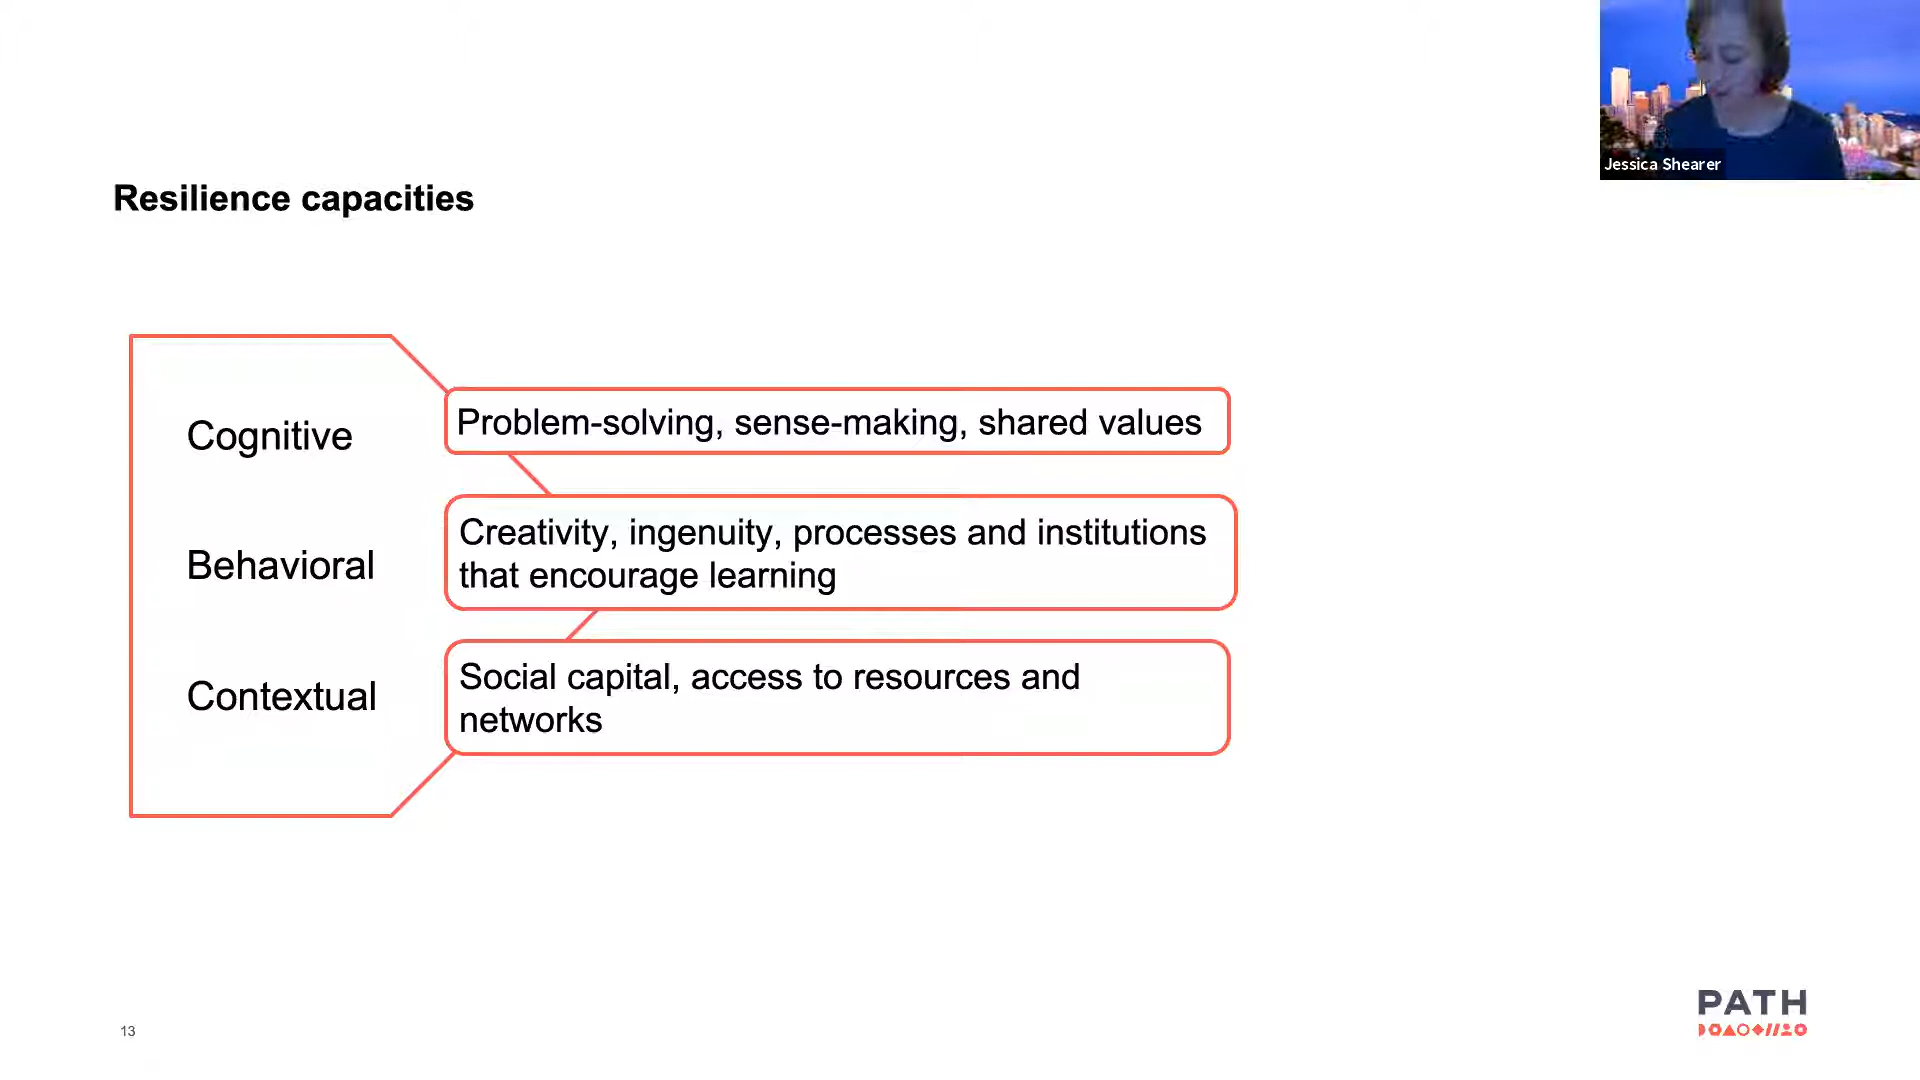 Jessica Shearer
Resilience capacities
Cognitive
Problem-solving, sense-making, shared values
Behavioral
Creativity, ingenuity, processes and institutions
that encourage learning
Contextual
Social capital, access to resources and
networks
13
PATH